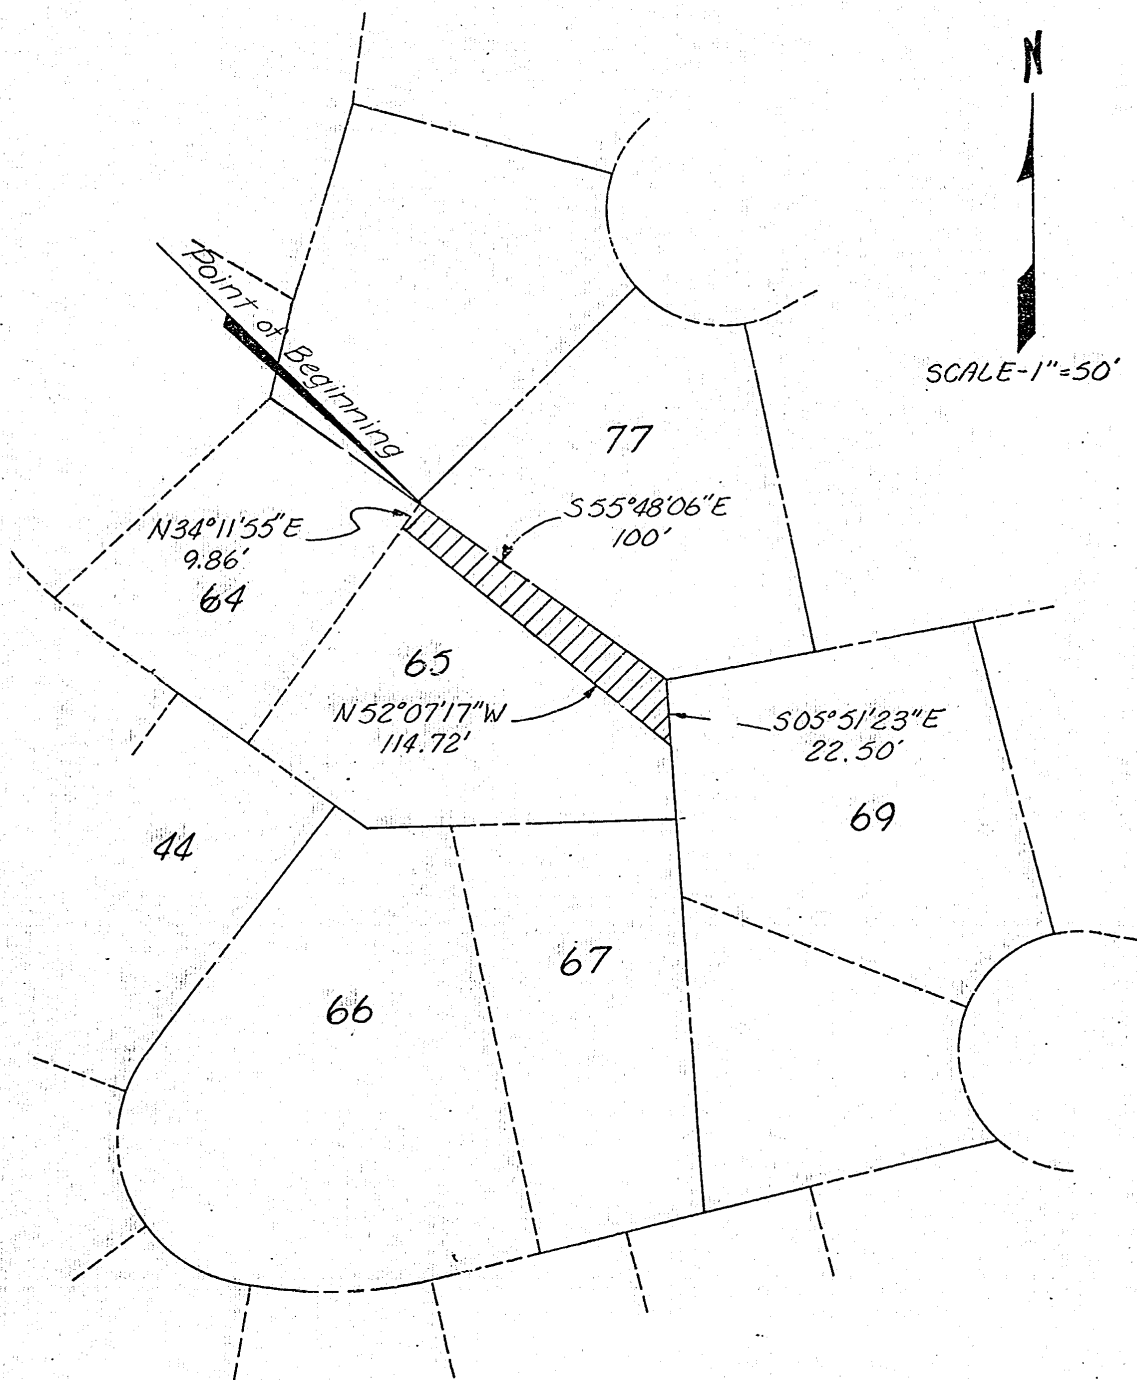 N
SCALE-1"=50'
Point of Beginning
77
S55°48'06"E
100'
N34°11'55"E
9.86'
64
65
N52°07'17"W
114.72'
S05°51'23"E
22.50'
69
44
67
66